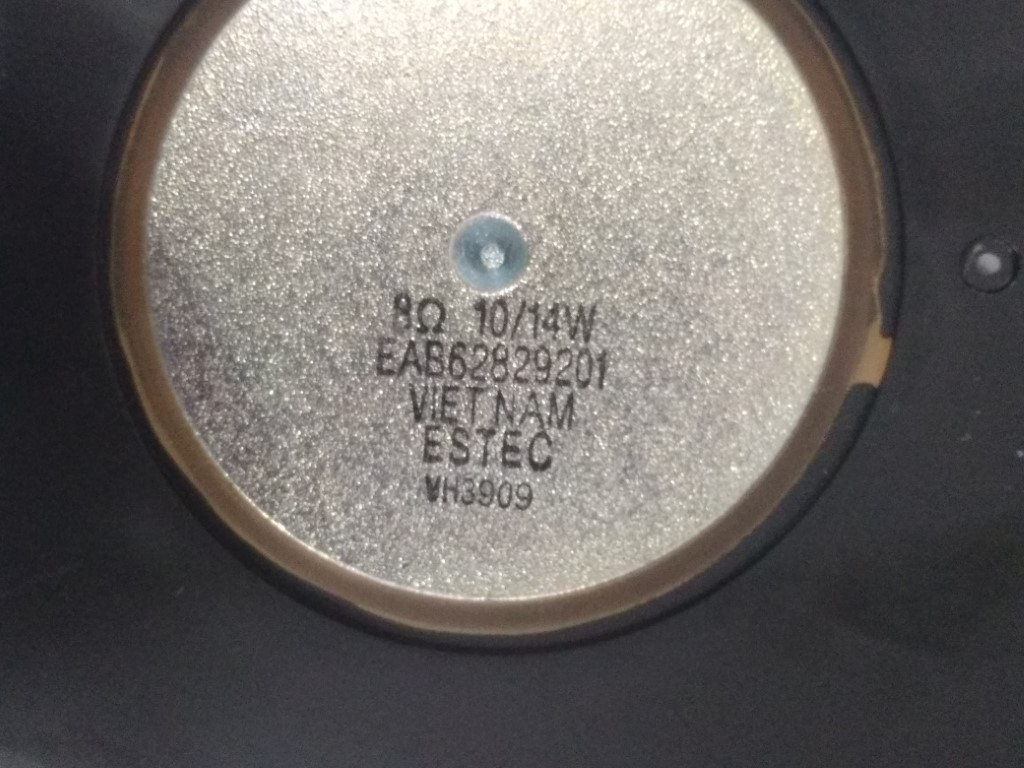 8Ω 10/14W
EAB62829201
VIETNAM
ESTEC
VH3909